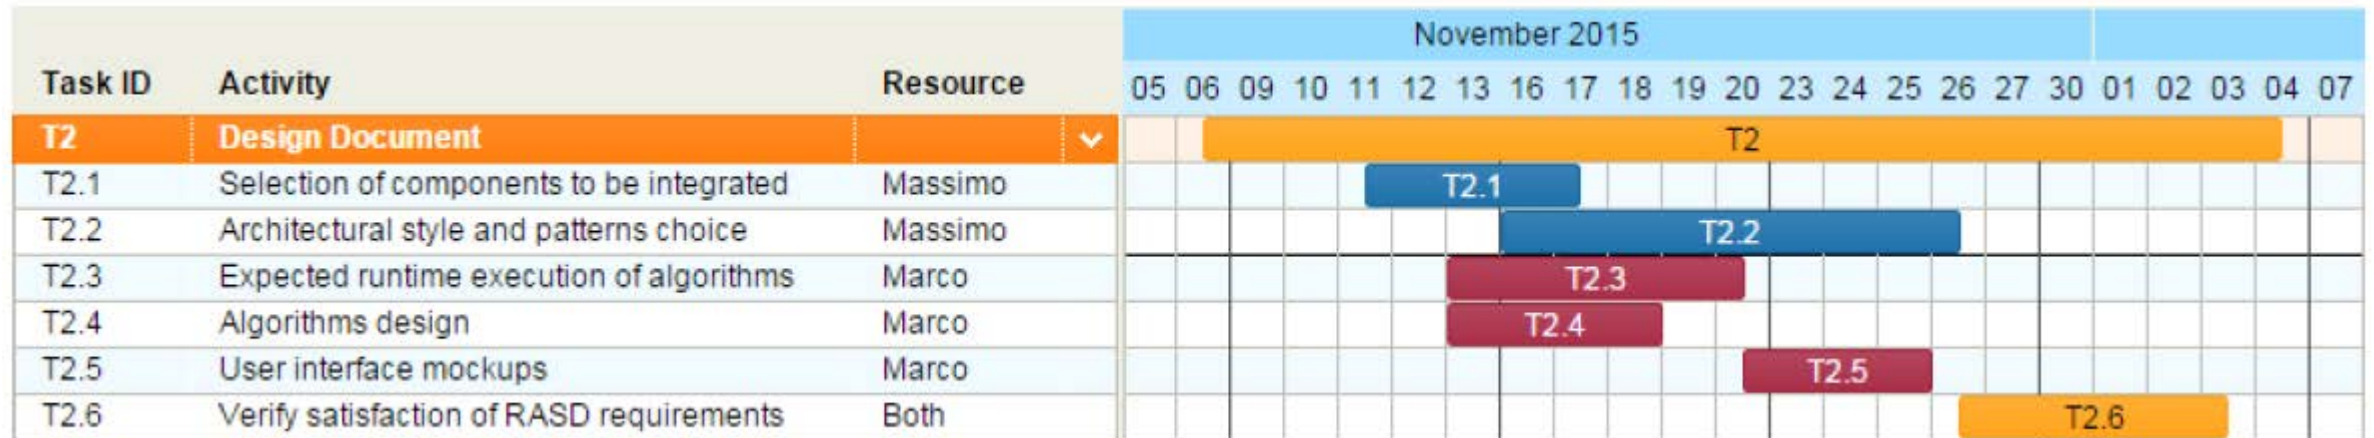 November 2015
Task ID Activity Resource 05 06 09 10 11 12 13 16 17 18 19 20 23 24 25 26 27 30 01 02 03 04 07
T2 Design Document T2
T2.1 Selection of components to be integrated Massimo T2.1
T2.2 Architectural style and patterns choice Massimo T2.2
T2.3 Expected runtime execution of algorithms Marco T2.3
T2.4 Algorithms design Marco T2.4
T2.5 User interface mockups Marco T2.5
T2.6 Verify satisfaction of RASD requirements Both T2.6